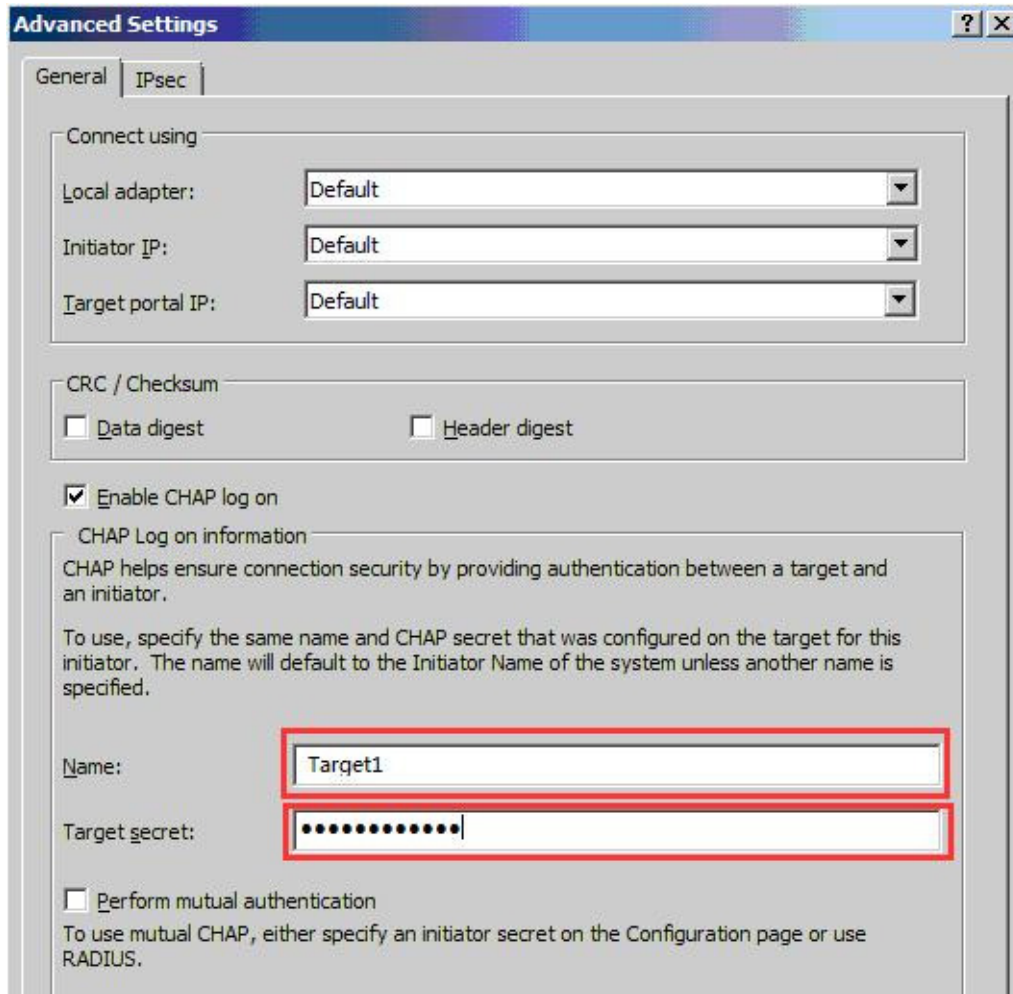 Advanced Settings
General
IPsec
Connect using
Local adapter:
Default
Initiator IP:
Default
Target portal IP:
Default
CRC / Checksum
Data digest
Header digest
Enable CHAP log on
CHAP Log on information
CHAP helps ensure connection security by providing authentication between a target and
an initiator.
To use, specify the same name and CHAP secret that was configured on the target for this
initiator. The name will default to the Initiator Name of the system unless another name is
specified.
Name:
Target1
Target secret:
●●●●●●●●●●●●
Perform mutual authentication
To use mutual CHAP, either specify an initiator secret on the Configuration page or use
RADIUS.